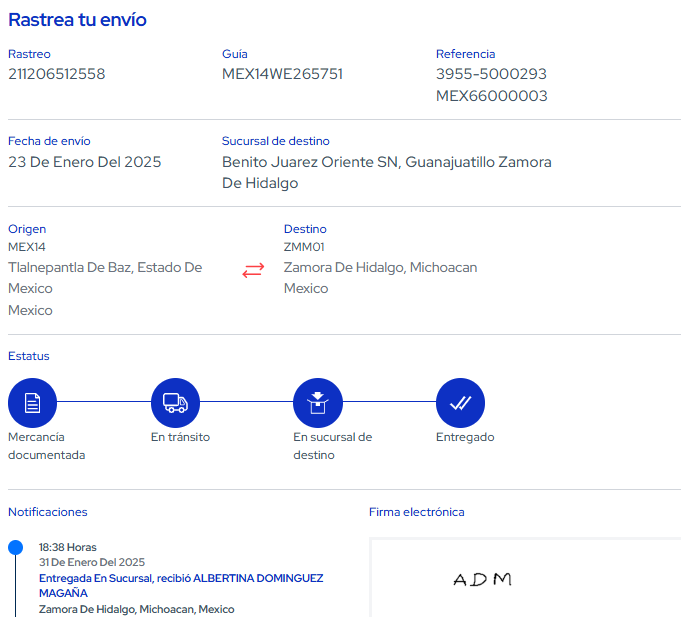 Rastrea tu envío
Rastreo
211206512558
Guía
MEX14WE265751
Referencia
3955-5000293
MEX66000003
Fecha de envío
23 De Enero Del 2025
Sucursal de destino
Benito Juarez Oriente SN, Guanajuatillo Zamora
De Hidalgo
Origen
MEX14
Tlalnepantla De Baz, Estado De
Mexico
Mexico
Destino
ZMM01
Zamora De Hidalgo, Michoacan
Mexico
Estatus
Mercancía
documentada
En tránsito
En sucursal de
destino
Entregado
Notificaciones
18:38 Horas
31 De Enero Del 2025
Entregada En Sucursal, recibió ALBERTINA DOMINGUEZ
MAGAÑA
Zamora De Hidalgo, Michoacan, Mexico
Firma electrónica
ADM